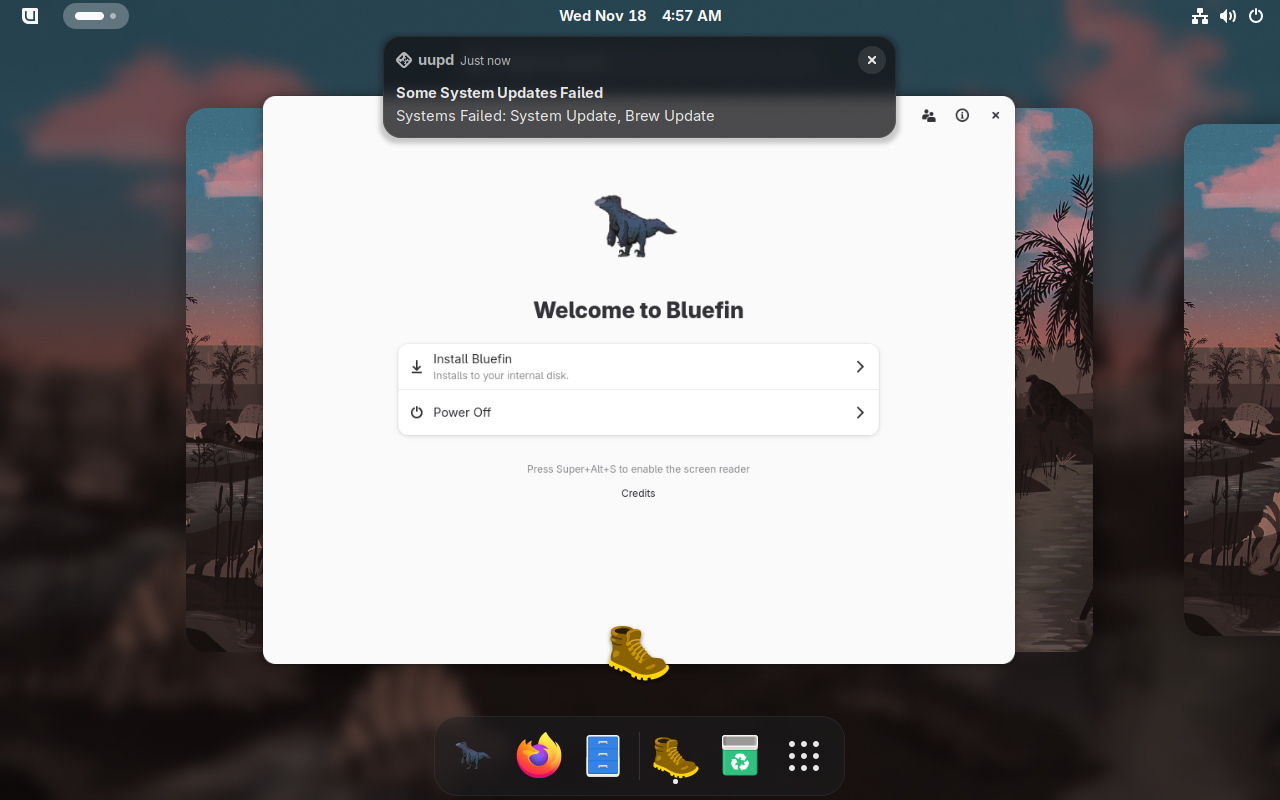 Wed Nov 18 4:57 AM
uupd Just now
Some System Updates Failed
Systems Failed: System Update, Brew Update
Welcome to Bluefin
Install Bluefin
Installs to your internal disk.
Power Off
Press Super+Alt+S to enable the screen reader
Credits